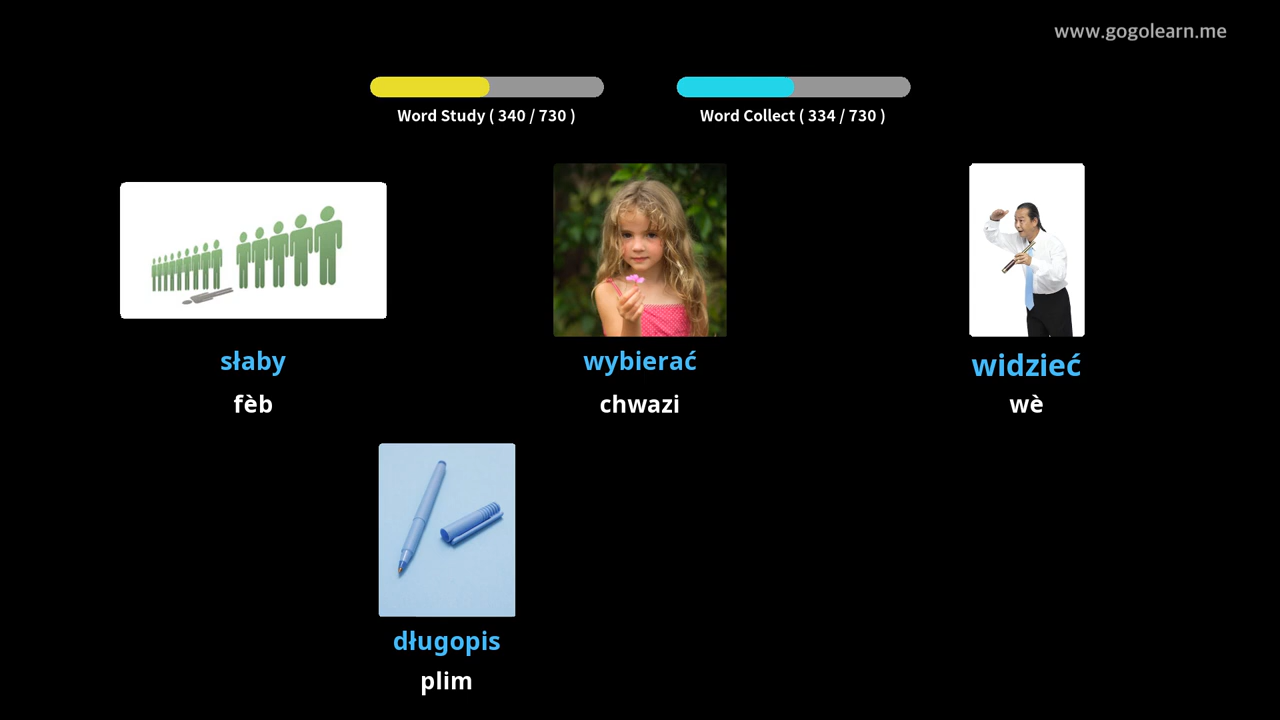 www.gogolearn.me
Word Study ( 340 / 730 )
Word Collect ( 334 / 730 )
słaby
fèb
wybierać
chwazi
widzieć
wè
długopis
plim